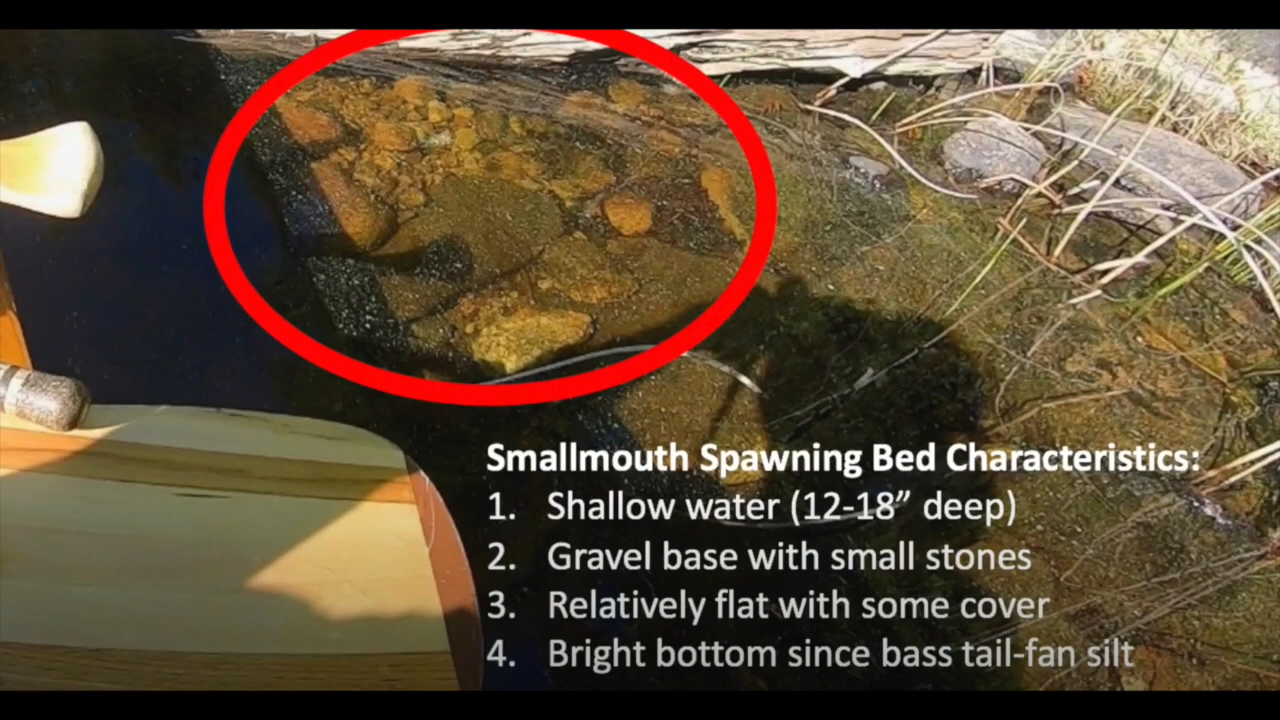 Smallmouth Spawning Bed Characteristics:
1. Shallow water (12-18” deep)
2. Gravel base with small stones
3. Relatively flat with some cover
4. Bright bottom since bass tail-fan silt